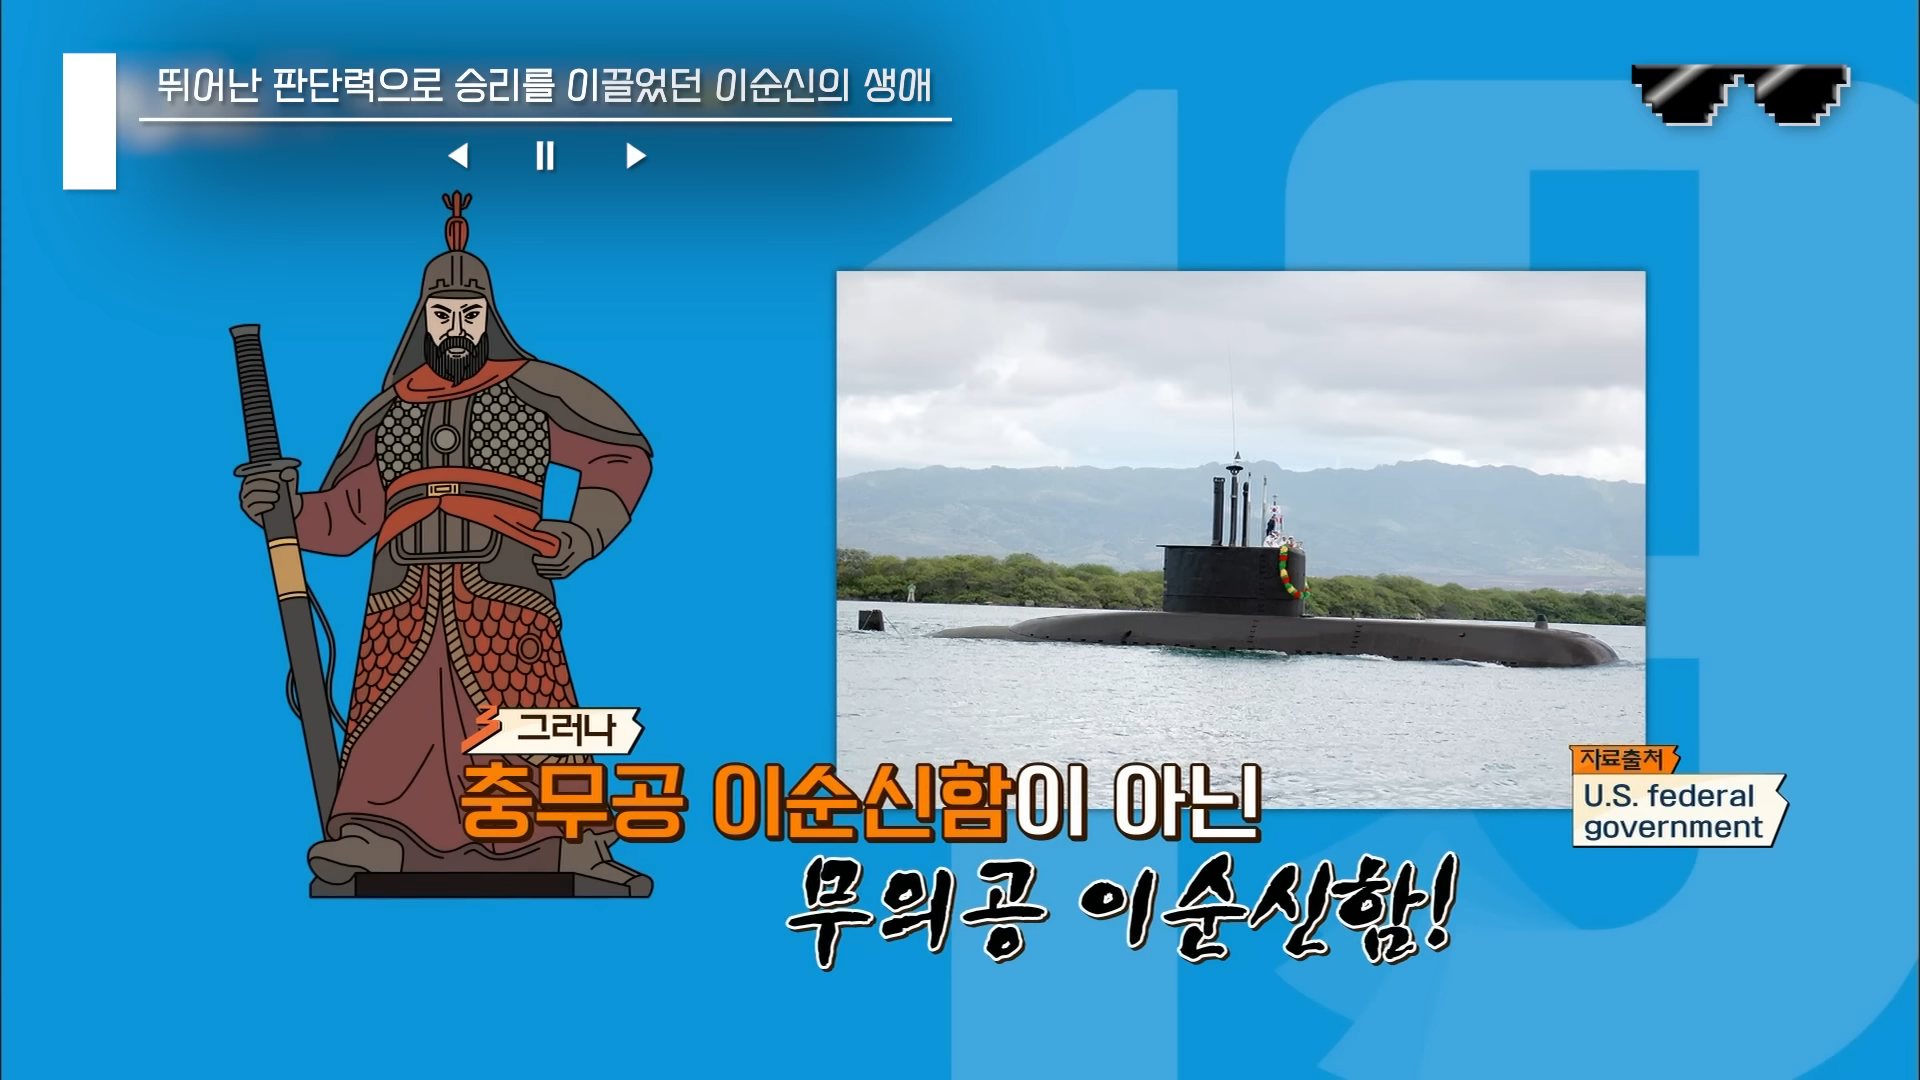 뛰어난 판단력으로 승리를 이끌었던 이순신의 생애
그러나
충무공 이순신함이 아닌
무의공 이순신함!
자료출처
U.S. federal
government